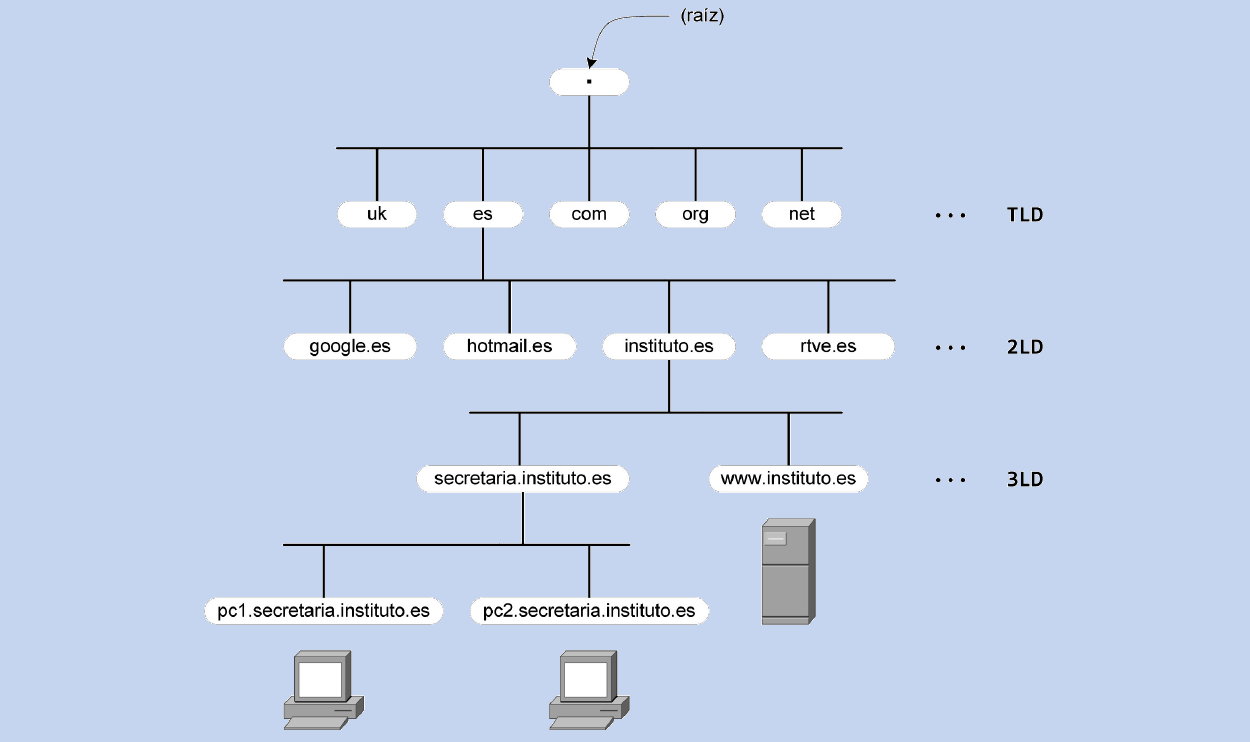 (raíz)
.
uk es com org net ... TLD
google.es hotmail.es instituto.es rtve.es ... 2LD
secretaria.instituto.es www.instituto.es ... 3LD
pc1.secretaria.instituto.es pc2.secretaria.instituto.es